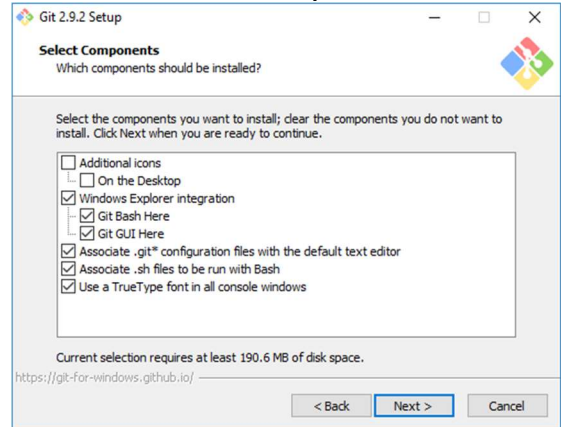 Git 2.9.2 Setup
Select Components
Which components should be installed?
Select the components you want to install; clear the components you do not want to
install. Click Next when you are ready to continue.
Additional icons
On the Desktop
Windows Explorer integration
Git Bash Here
Git GUI Here
Associate .git* configuration files with the default text editor
Associate .sh files to be run with Bash
Use a TrueType font in all console windows
Current selection requires at least 190.6 MB of disk space.
https://git-for-windows.github.io/
< Back Next > Cancel